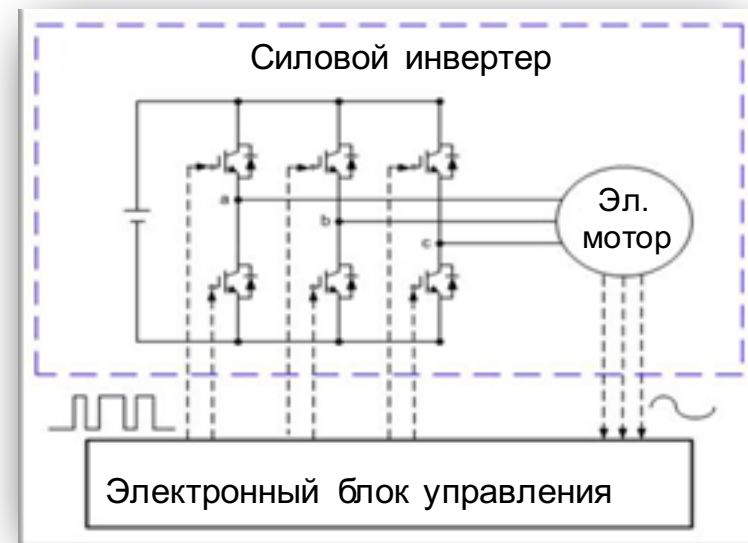 Силовой инвертер
a
b
c
Эл.
мотор
Электронный блок управления